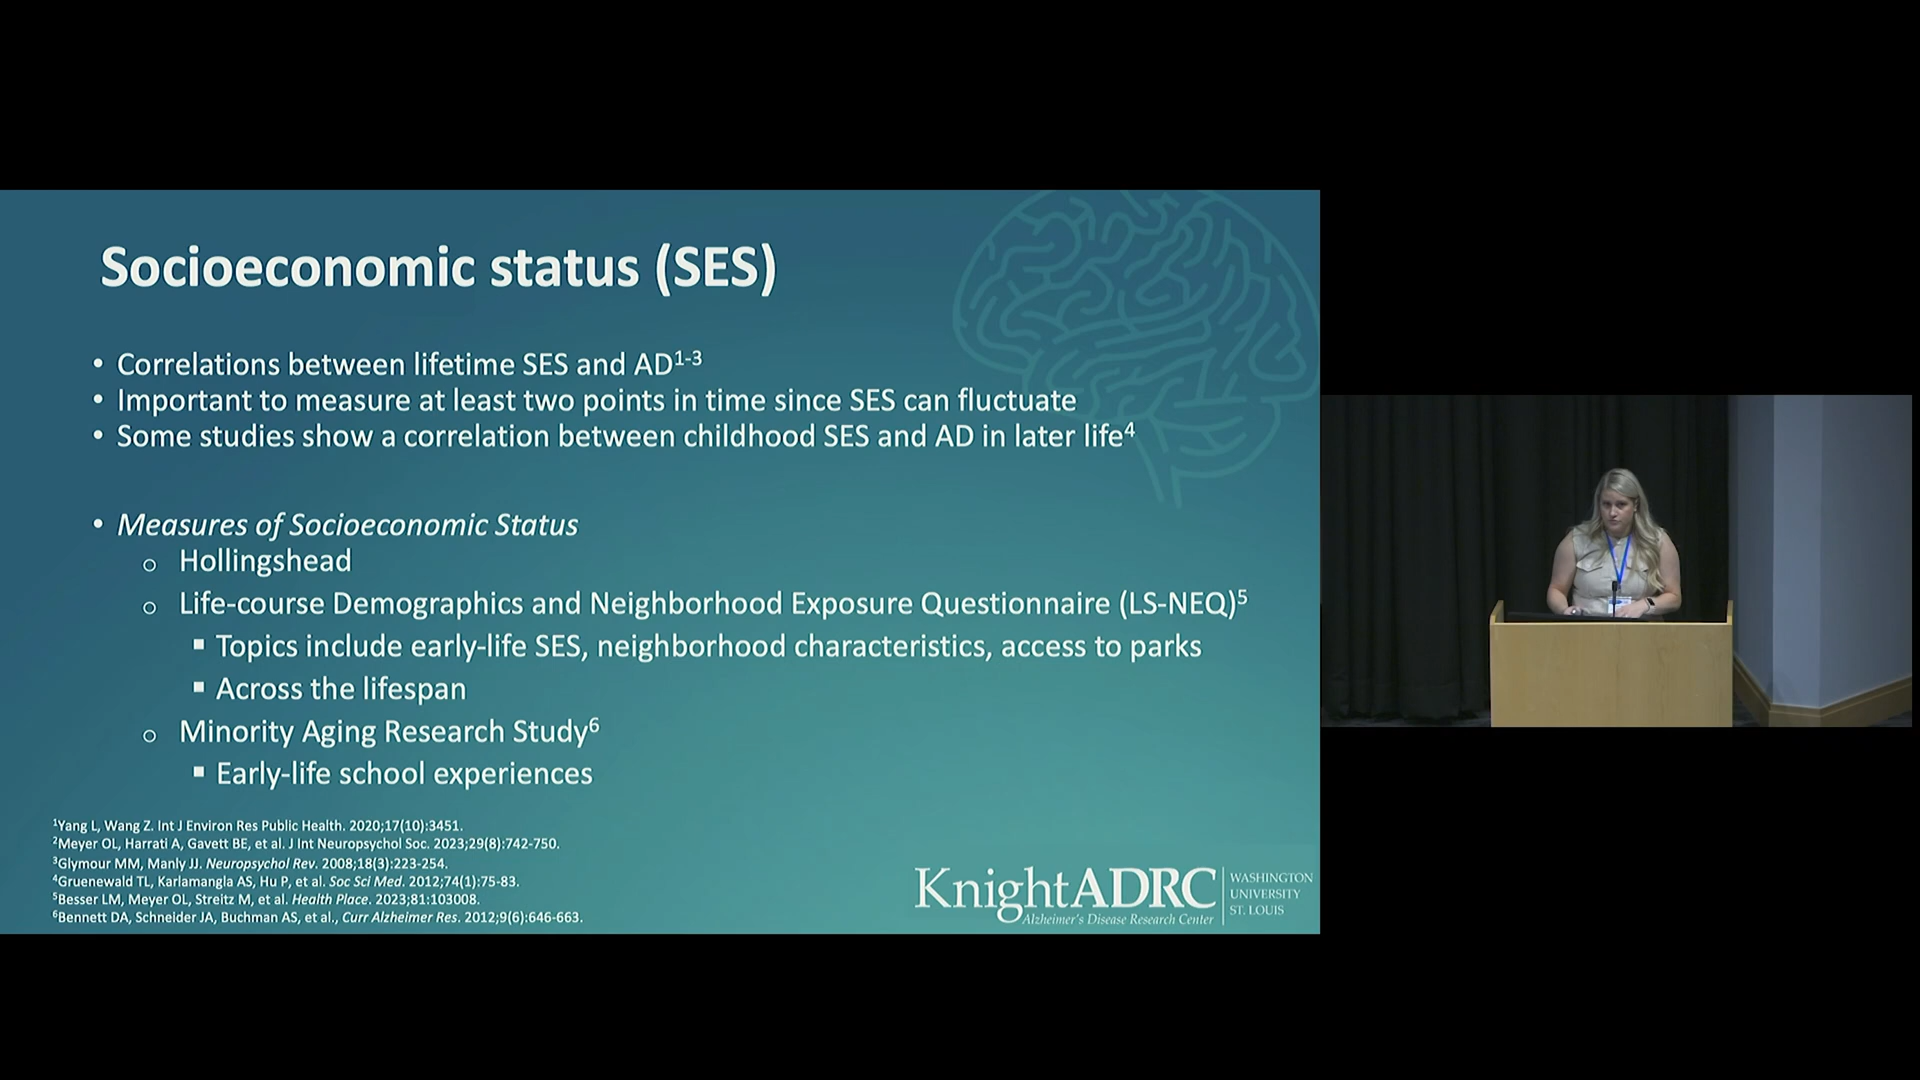 Socioeconomic status (SES)
• Correlations between lifetime SES and AD1-3
• Important to measure at least two points in time since SES can fluctuate
• Some studies show a correlation between childhood SES and AD in later life4
• Measures of Socioeconomic Status
o Hollingshead
o Life-course Demographics and Neighborhood Exposure Questionnaire (LS-NEQ)5
▪ Topics include early-life SES, neighborhood characteristics, access to parks
▪ Across the lifespan
o Minority Aging Research Study6
▪ Early-life school experiences
1Yang L, Wang Z. Int J Environ Res Public Health. 2020;17(10):3451.
2Meyer OL, Harrati A, Gavett BE, et al. J Int Neuropsychol Soc. 2023;29(8):742-750.
3Glymour MM, Manly JJ. Neuropsychol Rev. 2008;18(3):223-254.
4Gruenewald TL, Karlamangla AS, Hu P, et al. Soc Sci Med. 2012;74(1):75-83.
5Besser LM, Meyer OL, Streitz M, et al. Health Place. 2023;81:103008.
6Bennett DA, Schneider JA, Buchman AS, et al., Curr Alzheimer Res. 2012;9(6):646-663.
KnightADRC
Alzheimer's Disease Research Center
WASHINGTON
UNIVERSITY
ST. LOUIS